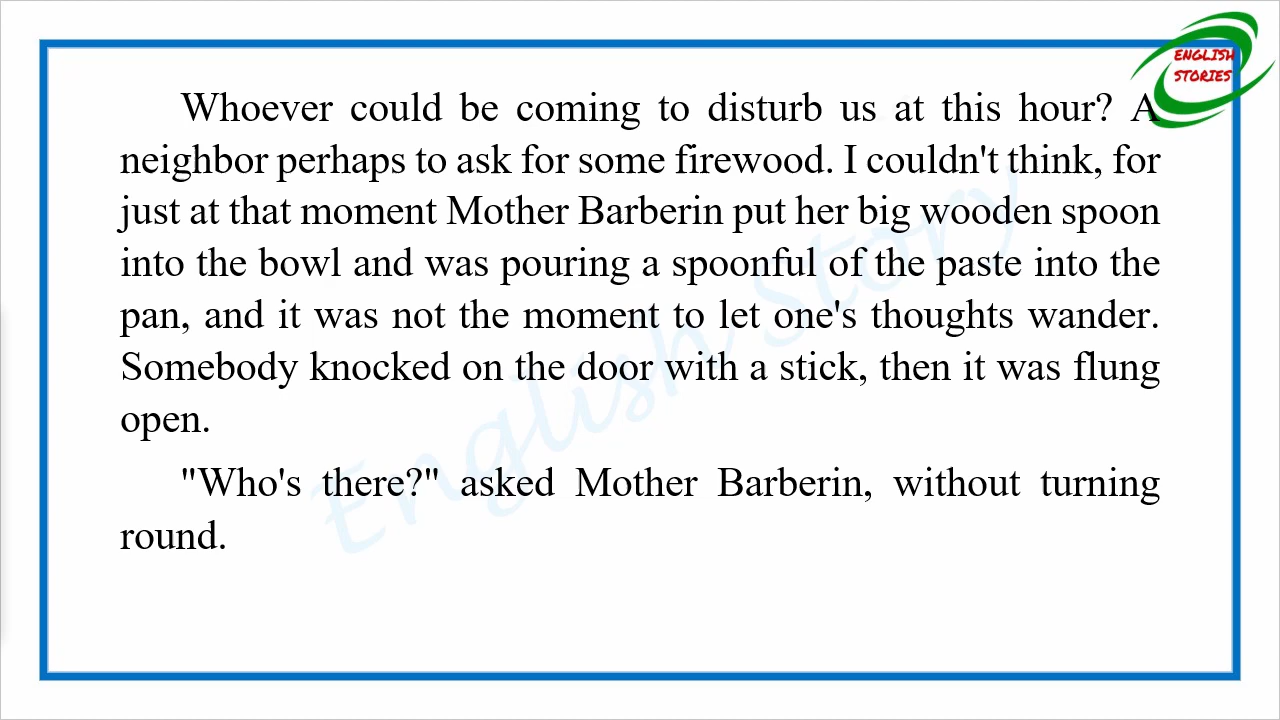 ENGLISH
STORIES
Whoever could be coming to disturb us at this hour? A
neighbor perhaps to ask for some firewood. I couldn't think, for
just at that moment Mother Barberin put her big wooden spoon
into the bowl and was pouring a spoonful of the paste into the
pan, and it was not the moment to let one's thoughts wander.
Somebody knocked on the door with a stick, then it was flung
open.
"Who's there?" asked Mother Barberin, without turning
round.
English Story